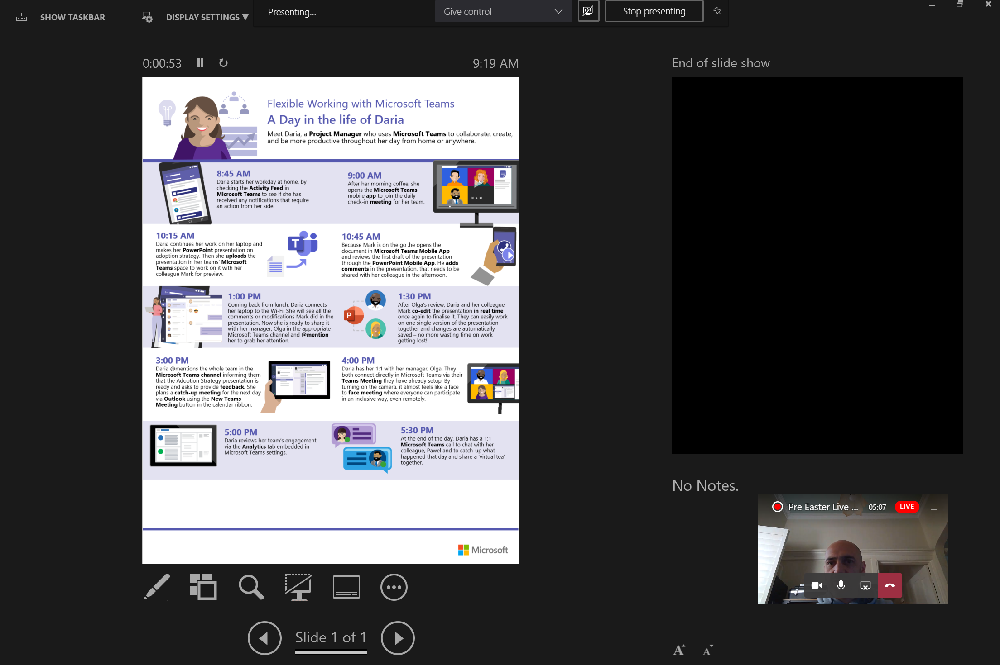 SHOW TASKBAR
DISPLAY SETTINGS ▼
Presenting...
Give control
Stop presenting
0:00:53
9:19 AM
End of slide show
Flexible Working with Microsoft Teams
A Day in the life of Daria
Meet Daria, a Project Manager who uses Microsoft Teams to collaborate, create,
and be more productive throughout her day from home or anywhere.
8:45 AM
Daria starts her workday at home, by
checking the Activity Feed in
Microsoft Teams to see if she has
received any notifications that require
an action from her side.
9:00 AM
After her morning coffee, she
opens the Microsoft Teams
mobile app to join the daily
check-in meeting for her team.
10:15 AM
Daria continues her work on her laptop and
makes her PowerPoint presentation on
adoption strategy. Then she uploads the
presentation in her teams' Microsoft
Teams space to work on it with her
colleague Mark for preview.
T
10:45 AM
Because Mark is on the go ,he opens the
document in Microsoft Teams Mobile App
and reviews the first draft of the presentation
through the PowerPoint Mobile App. He adds
comments in the presentation, that needs to be
shared with her colleague in the afternoon.
1:00 PM
Coming back from lunch, Daria connects
her laptop to the Wi-Fi. She will see all the
comments or modifications Mark did in the
presentation. Now she is ready to share it
with her manager, Olga in the appropriate
Microsoft Teams channel and @mention
her to grab her attention.
P
1:30 PM
After Olga's review, Daria and her colleague
Mark co-edit the presentation in real time
once again to finalise it. They can easily work
on one single version of the presentation
together and changes are automatically
saved – no more wasting time on work
getting lost!
3:00 PM
Daria @mentions the whole team in the
Microsoft Teams channel informing them
that the Adoption Strategy presentation is
ready and asks to provide feedback. She
plans a catch-up meeting for the next day
via Outlook using the New Teams
Meeting button in the calendar ribbon.
4:00 PM
Daria has her 1:1 with her manager, Olga. They
both connect directly in Microsoft Teams via their
Teams Meeting they have already setup. By
turning on the camera, it almost feels like a face
to face meeting where everyone can participate
in an inclusive way, even remotely.
5:00 PM
Daria reviews her team's engagement
via the Analytics tab embedded in
Microsoft Teams settings.
5:30 PM
At the end of the day, Daria has a 1:1
Microsoft Teams call to chat with her
colleague, Pawel and to catch-up what
happened that day and share a 'virtual tea'
together.
Microsoft
No Notes.
Pre Easter Live ...
05:07
LIVE
Slide 1 of 1
A
A